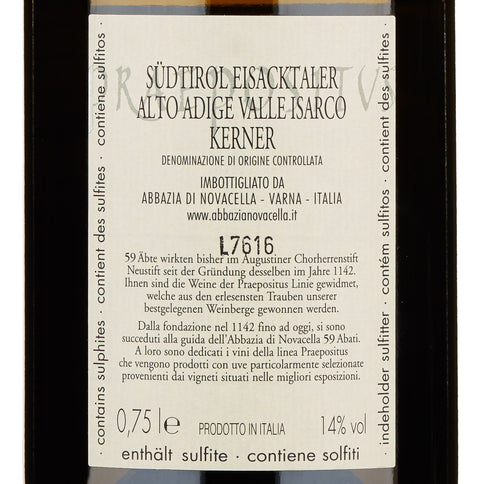 PRAEPOSITUS
SÜDTIROL EISACKTALER
ALTO ADIGE VALLE ISARCO
KERNER
DENOMINAZIONE DI ORIGINE CONTROLLATA
IMBOTTIGLIATO DA
ABBAZIA DI NOVACELLA - VARNA - ITALIA
www.abbazianovacella.it
L7616
59 Äbte wirkten bisher im Augustiner Chorherrenstift
Neustift seit der Gründung desselben im Jahre 1142.
Ihnen sind die Weine der Praepositus Linie gewidmet,
welche aus den erlesensten Trauben unserer
bestgelegenen Weinberge gewonnen werden.
Dalla fondazione nel 1142 fino ad oggi, si sono
succeduti alla guida dell'Abbazia di Novacella 59 Abati.
A loro sono dedicati i vini della linea Praepositus
che vengono prodotti con uve particolarmente selezionate
provenienti dai vigneti situati nelle migliori esposizioni.
0,75 l e PRODOTTO IN ITALIA 14% vol
enthält sulfite · contiene solfiti
· contains sulphites · contient des sulfites · contiene sulfitos ·
· contient des sulfites · contiene sulfitos · contém sulfitos · indeholder sulfitter ·